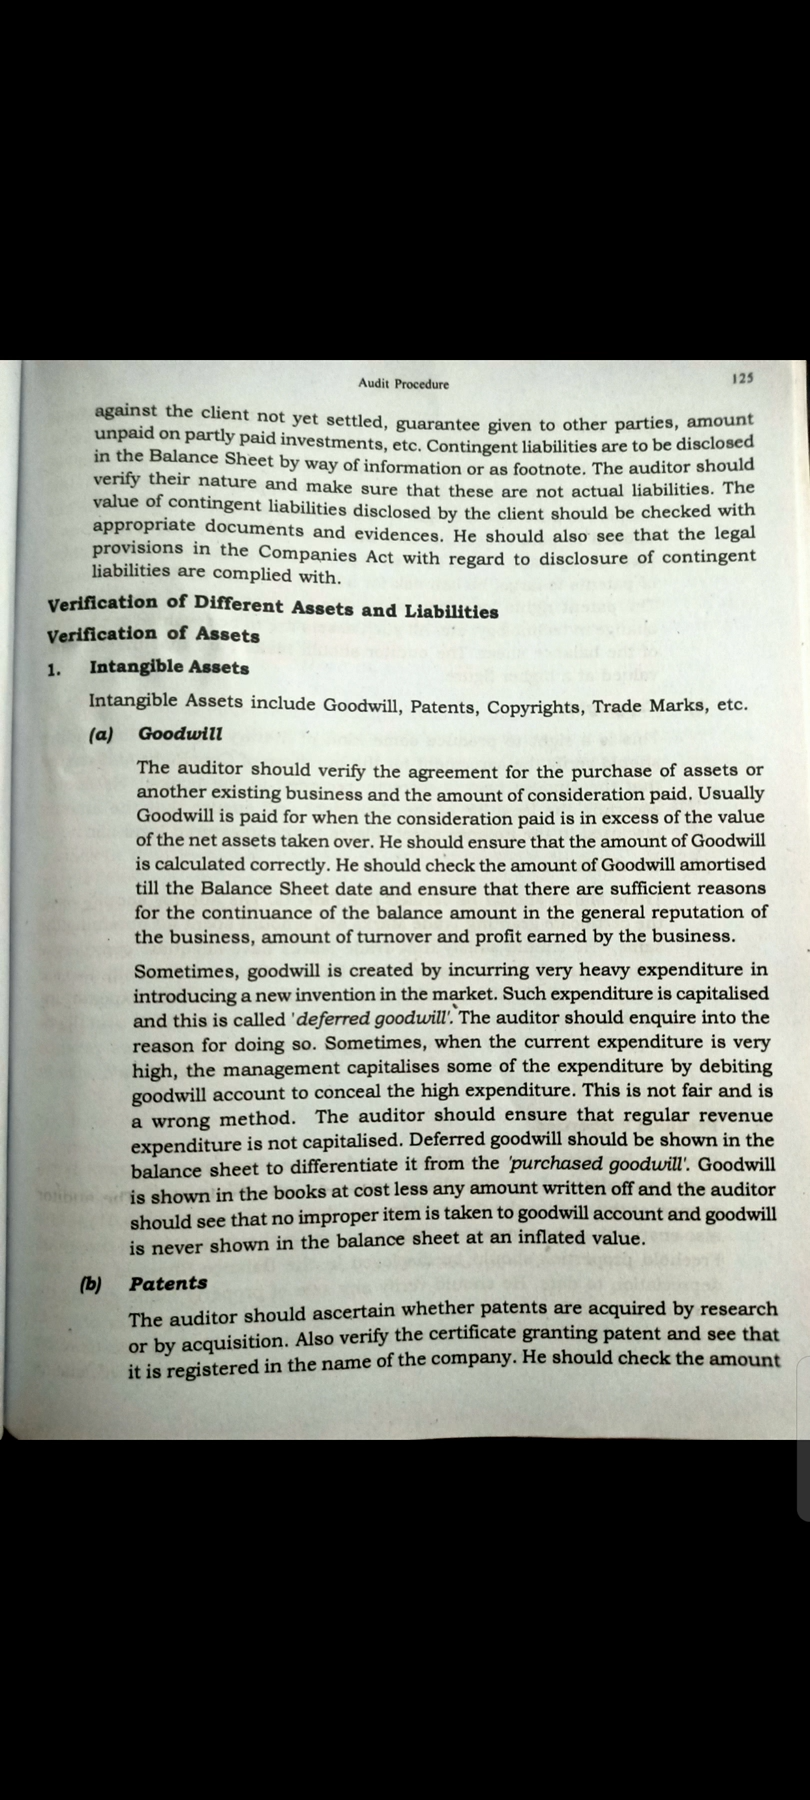 Audit Procedure
125
against the client not yet settled, guarantee given to other parties, amount
unpaid on partly paid investments, etc. Contingent liabilities are to be disclosed
in the Balance Sheet by way of information or as footnote. The auditor should
verify their nature and make sure that these are not actual liabilities. The
value of contingent liabilities disclosed by the client should be checked with
appropriate documents and evidences. He should also see that the legal
provisions in the Companies Act with regard to disclosure of contingent
liabilities are complied with.
Verification of Different Assets and Liabilities
Verification of Assets
1. Intangible Assets
Intangible Assets include Goodwill, Patents, Copyrights, Trade Marks, etc.
(a) Goodwill
The auditor should verify the agreement for the purchase of assets or
another existing business and the amount of consideration paid. Usually
Goodwill is paid for when the consideration paid is in excess of the value
of the net assets taken over. He should ensure that the amount of Goodwill
is calculated correctly. He should check the amount of Goodwill amortised
till the Balance Sheet date and ensure that there are sufficient reasons
for the continuance of the balance amount in the general reputation of
the business, amount of turnover and profit earned by the business.
Sometimes, goodwill is created by incurring very heavy expenditure in
introducing a new invention in the market. Such expenditure is capitalised
and this is called 'deferred goodwill'. The auditor should enquire into the
reason for doing so. Sometimes, when the current expenditure is very
high, the management capitalises some of the expenditure by debiting
goodwill account to conceal the high expenditure. This is not fair and is
a wrong method. The auditor should ensure that regular revenue
expenditure is not capitalised. Deferred goodwill should be shown in the
balance sheet to differentiate it from the 'purchased goodwill'. Goodwill
is shown in the books at cost less any amount written off and the auditor
should see that no improper item is taken to goodwill account and goodwill
is never shown in the balance sheet at an inflated value.
(b) Patents
The auditor should ascertain whether patents are acquired by research
or by acquisition. Also verify the certificate granting patent and see that
it is registered in the name of the company. He should check the amount